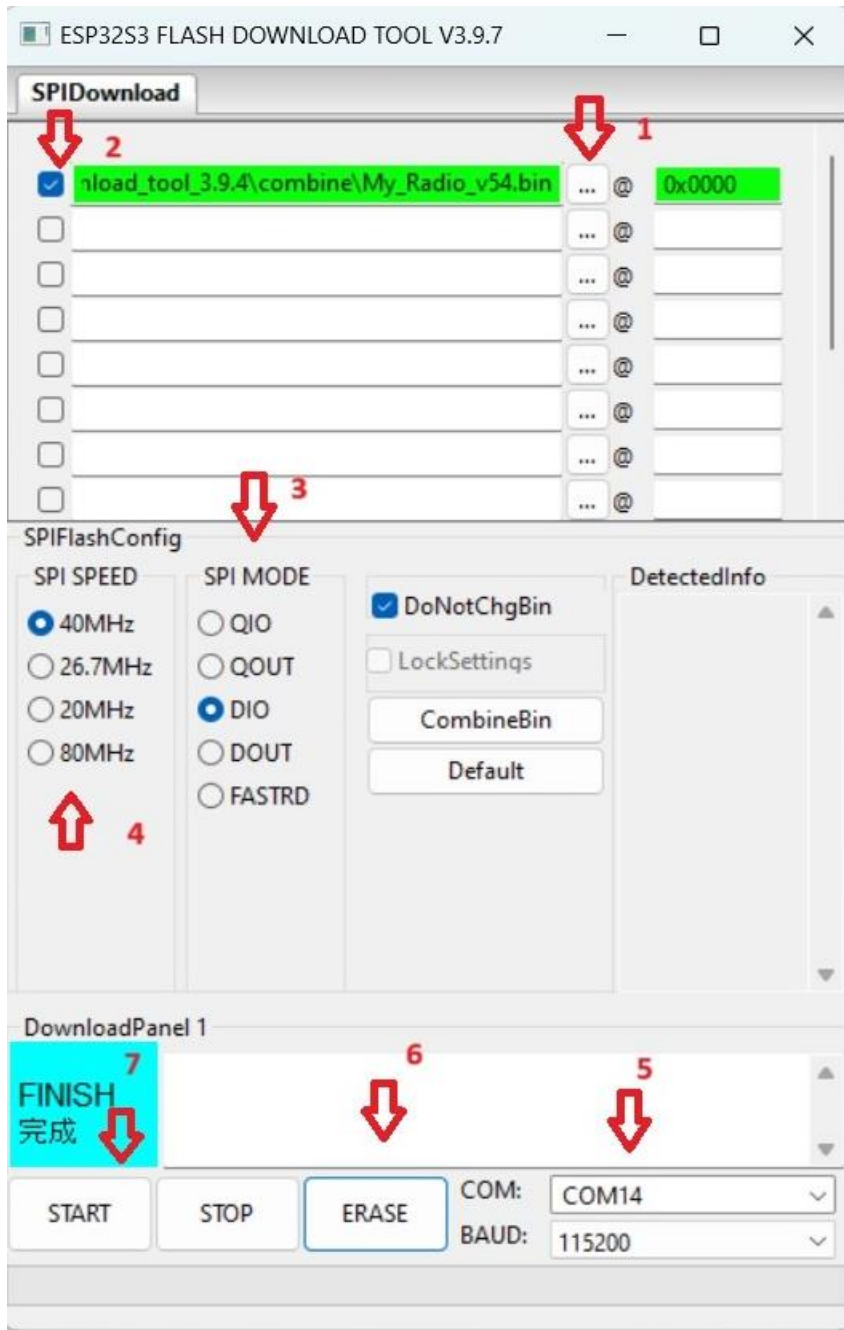 ESP32S3 FLASH DOWNLOAD TOOL V3.9.7
SPIDownload
1
2
nload_tool_3.9.4\combine\My_Radio_v54.bin ... @ 0x0000
... @
... @
... @
... @
... @
... @
... @
3
SPIFlashConfig
SPI SPEED
40MHz
26.7MHz
20MHz
80MHz
4
SPI MODE
QIO
QOUT
DIO
DOUT
FASTRD
DoNotChgBin
LockSettings
CombineBin
Default
DetectedInfo
DownloadPanel 1
7
FINISH
完成
6
5
START STOP ERASE
COM: COM14
BAUD: 115200